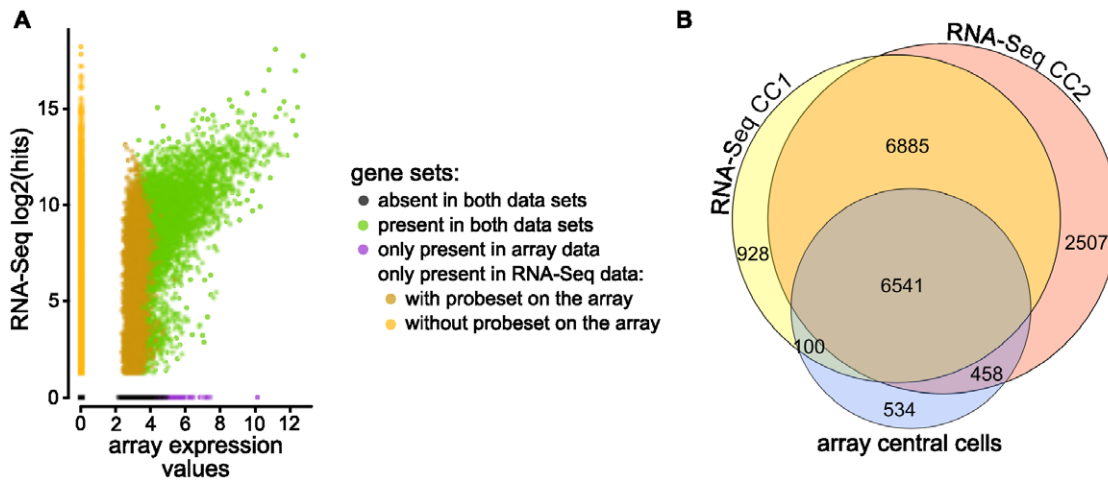 A
RNA-Seq log2(hits)
15
10
5
0
0 2 4 6 8 10 12
array expression
values
gene sets:
absent in both data sets
present in both data sets
only present in array data
only present in RNA-Seq data:
with probeset on the array
without probeset on the array
B
RNA-Seq CC1
RNA-Seq CC2
6885
928
2507
6541
100
458
534
array central cells